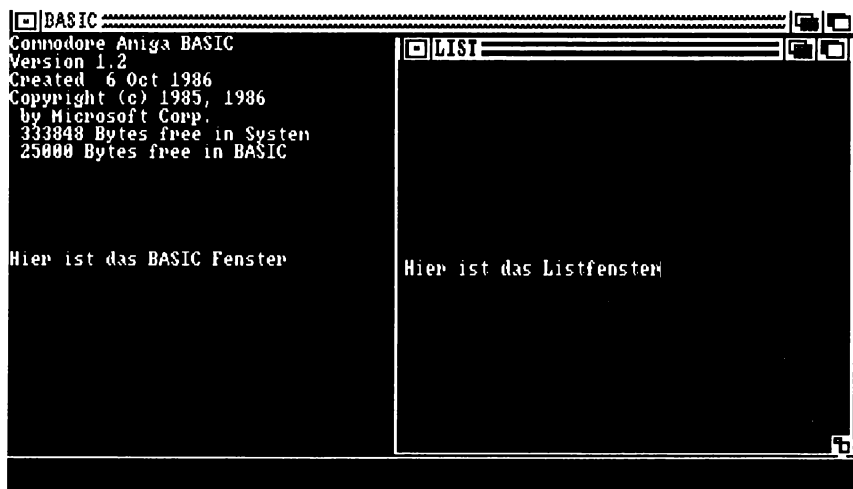 BASIC
Commodore Amiga BASIC
Version 1.2
Created 6 Oct 1986
Copyright (c) 1985, 1986
by Microsoft Corp.
333848 Bytes free in System
25000 Bytes free in BASIC
Hier ist das BASIC Fenster
LIST
Hier ist das Listfenster